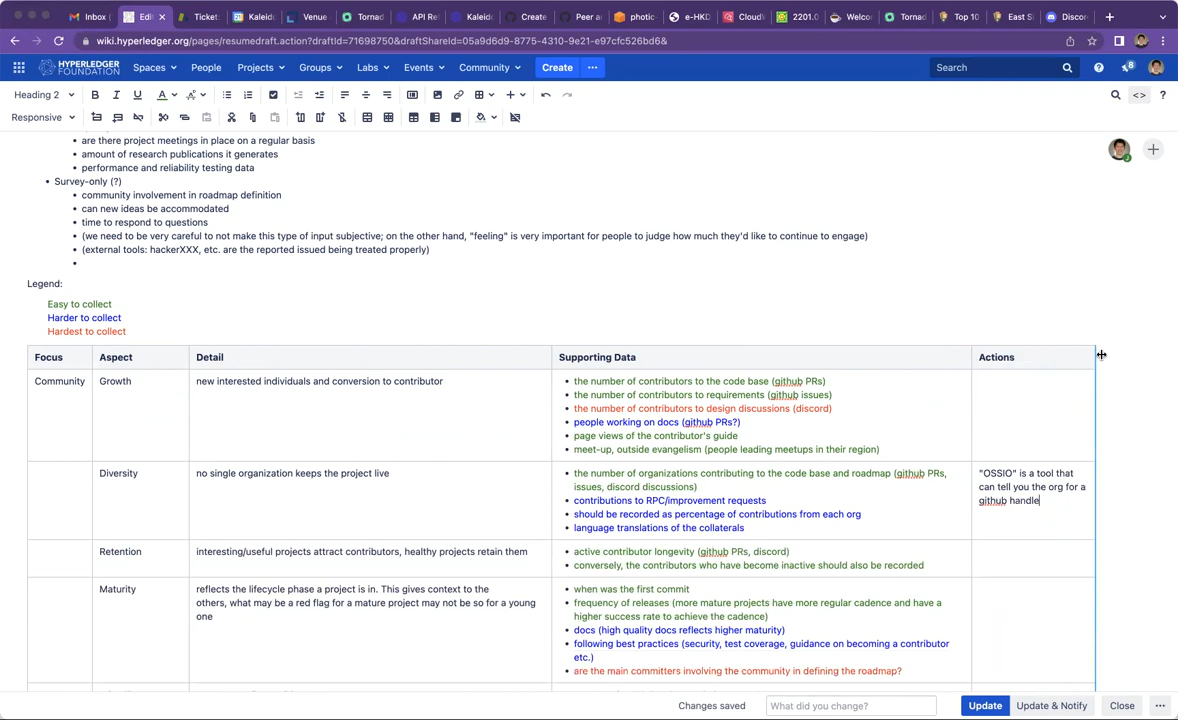 Inbox (
Edi
Ticket:
Kaleid
Venue
Tornad
API Re
Kaleid
Create
Peer a
photic
e-HKD
CloudV
2201.0
Welco
Tornad
Top 10
East S
Discor
wiki.hyperledger.org/pages/resumedraft.action?draftId=71698750&draftShareId=05a9d6d9-8775-4310-9e21-e97cfc526bd6&
HYPERLEDGER FOUNDATION
Spaces
People
Projects
Groups
Labs
Events
Community
Create
Search
8
Heading 2
Responsive
are there project meetings in place on a regular basis
amount of research publications it generates
performance and reliability testing data
Survey-only (?)
community involvement in roadmap definition
can new ideas be accommodated
time to respond to questions
(we need to be very careful to not make this type of input subjective; on the other hand, "feeling" is very important for people to judge how much they'd like to continue to engage)
(external tools: hackerXXX, etc. are the reported issued being treated properly)
Legend:
Easy to collect
Harder to collect
Hardest to collect
Focus Aspect Detail Supporting Data Actions
Community Growth new interested individuals and conversion to contributor
the number of contributors to the code base (github PRs)
the number of contributors to requirements (github issues)
the number of contributors to design discussions (discord)
people working on docs (github PRs?)
page views of the contributor's guide
meet-up, outside evangelism (people leading meetups in their region)
Diversity no single organization keeps the project live
the number of organizations contributing to the code base and roadmap (github PRs,
issues, discord discussions)
contributions to RPC/improvement requests
should be recorded as percentage of contributions from each org
language translations of the collaterals
"OSSIO" is a tool that
can tell you the org for a
github handle
Retention interesting/useful projects attract contributors, healthy projects retain them
active contributor longevity (github PRs, discord)
conversely, the contributors who have become inactive should also be recorded
Maturity reflects the lifecycle phase a project is in. This gives context to the
others, what may be a red flag for a mature project may not be so for a young
one
when was the first commit
frequency of releases (more mature projects have more regular cadence and have a
higher success rate to achieve the cadence)
docs (high quality docs reflects higher maturity)
following best practices (security, test coverage, guidance on becoming a contributor
etc.)
are the main committers involving the community in defining the roadmap?
Changes saved
What did you change?
Update
Update & Notify
Close